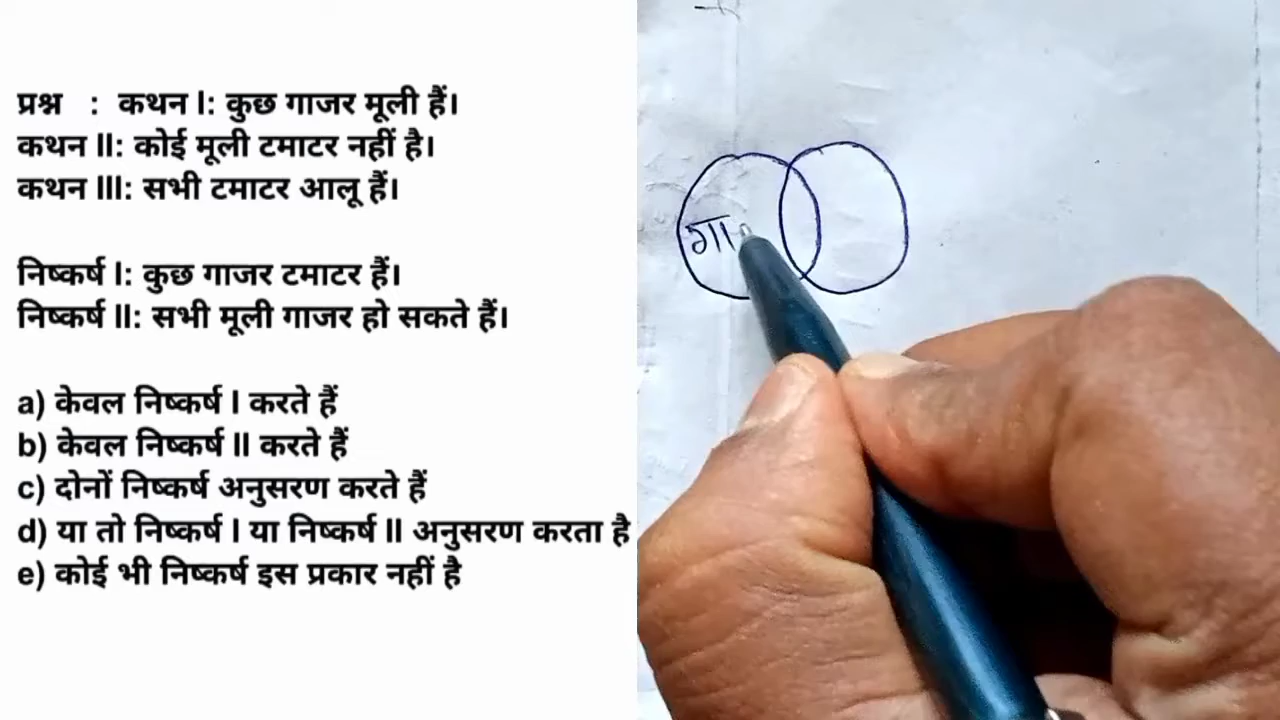 प्रश्न : कथन I: कुछ गाजर मूली हैं।
कथन II: कोई मूली टमाटर नहीं है।
कथन III: सभी टमाटर आलू हैं।
निष्कर्ष I: कुछ गाजर टमाटर हैं।
निष्कर्ष II: सभी मूली गाजर हो सकते हैं।
a) केवल निष्कर्ष I करते हैं
b) केवल निष्कर्ष II करते हैं
c) दोनों निष्कर्ष अनुसरण करते हैं
d) या तो निष्कर्ष I या निष्कर्ष II अनुसरण करता है
e) कोई भी निष्कर्ष इस प्रकार नहीं है
गा